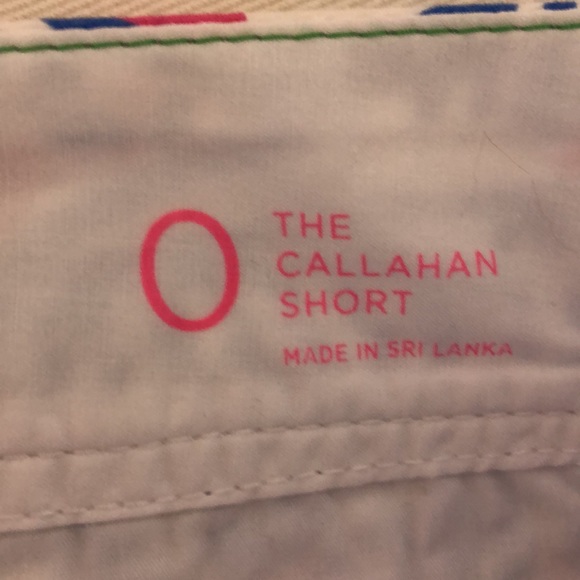 0
THE
CALLAHAN
SHORT
MADE IN SRI LANKA